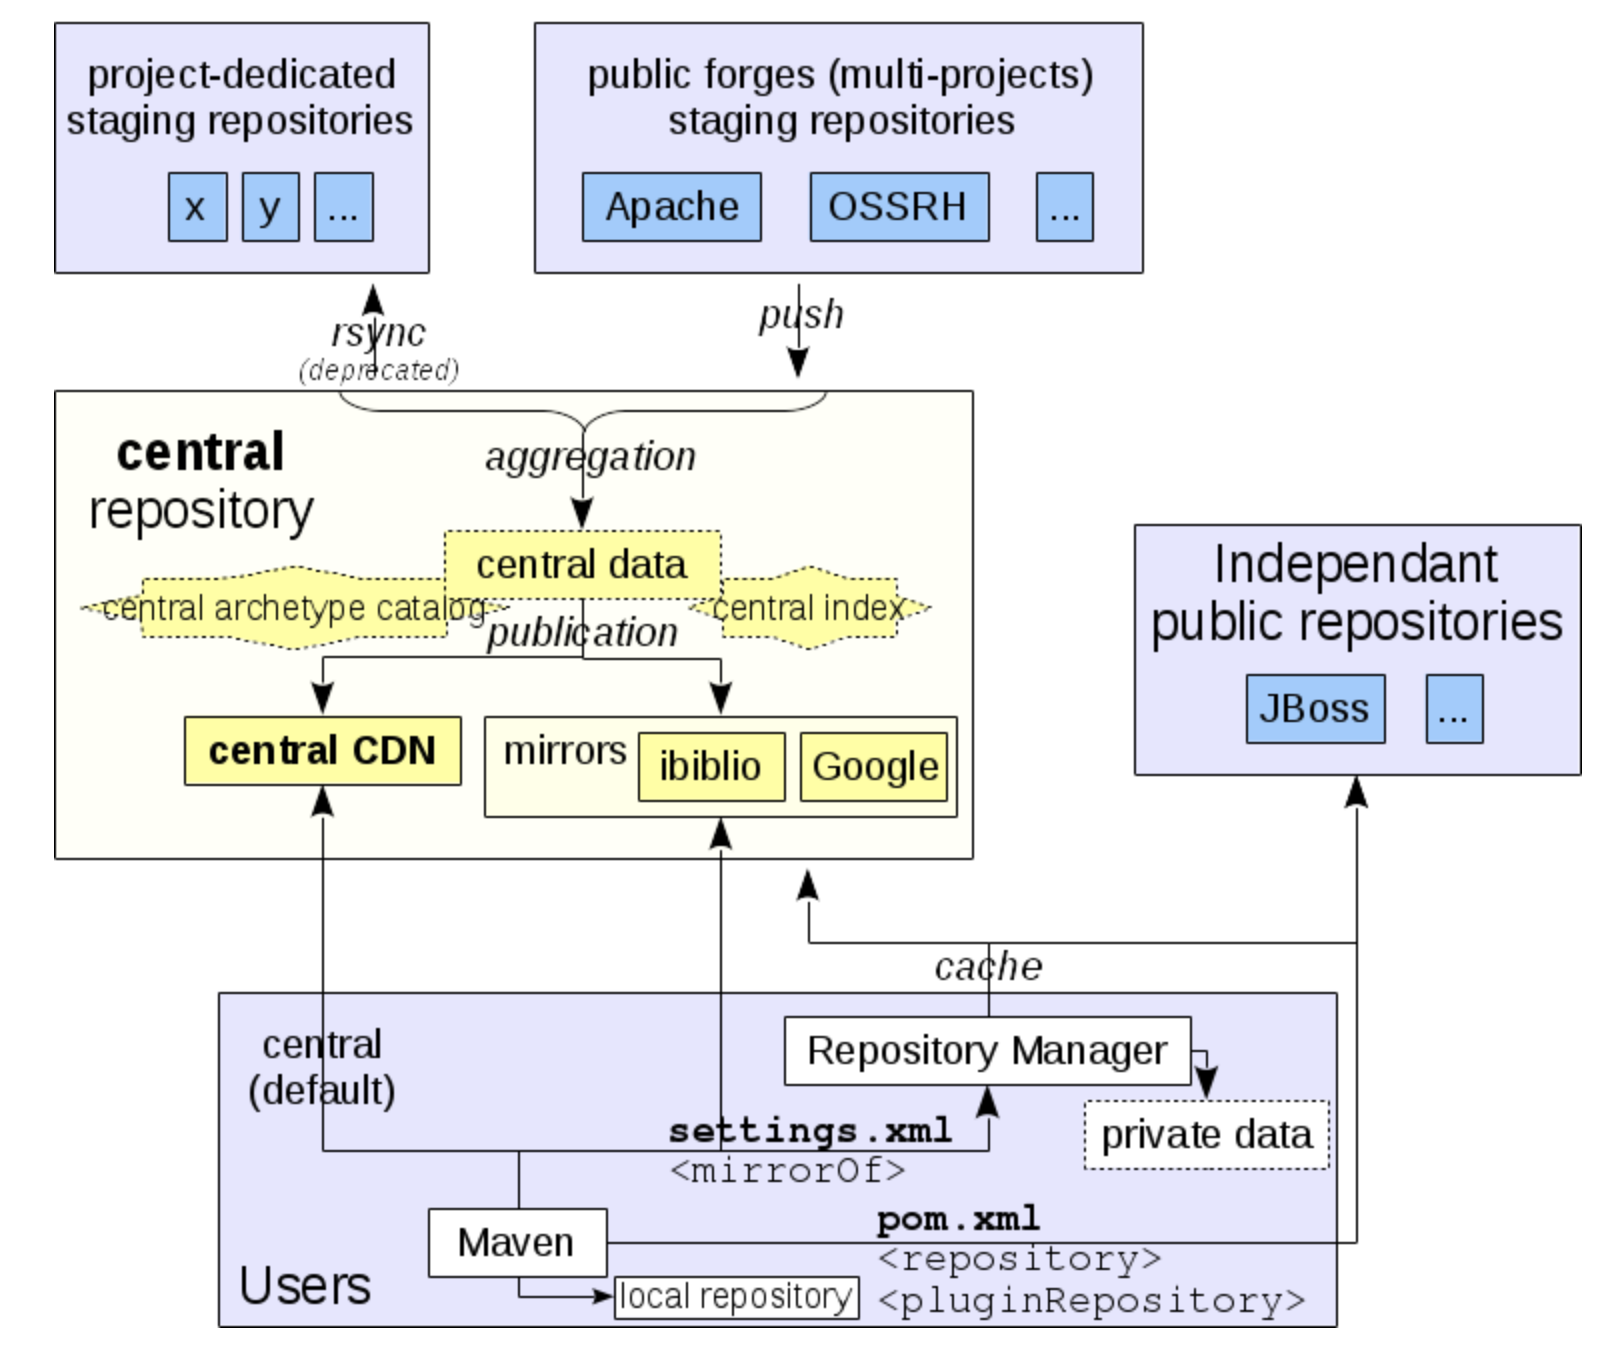 project-dedicated
staging repositories
x y ...
public forges (multi-projects)
staging repositories
Apache OSSRH ...
rsync
(deprecated)
push
central
repository
aggregation
central data
central archetype catalog
central index
publication
central CDN
mirrors ibiblio Google
Independant
public repositories
JBoss ...
cache
central
(default)
Repository Manager
private data
settings.xml
<mirrorOf>
Maven
pom.xml
<repository>
<pluginRepository>
local repository
Users